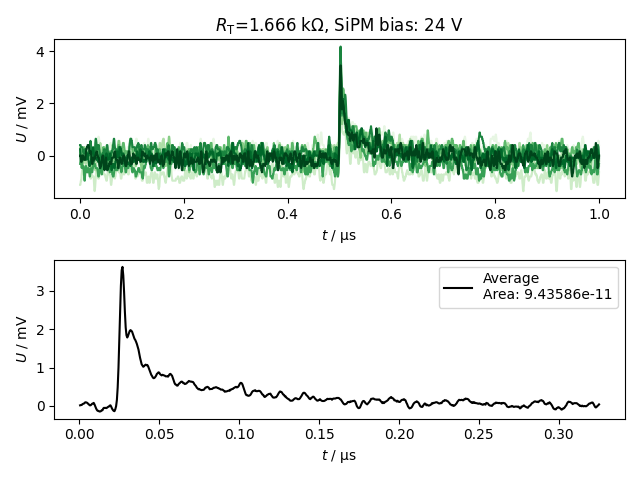 R_T=1.666 kΩ, SiPM bias: 24 V
4
2
0
U / mV
0.0 0.2 0.4 0.6 0.8 1.0
t / μs
3
2
1
0
U / mV
Average
Area: 9.43586e-11
0.00 0.05 0.10 0.15 0.20 0.25 0.30
t / μs